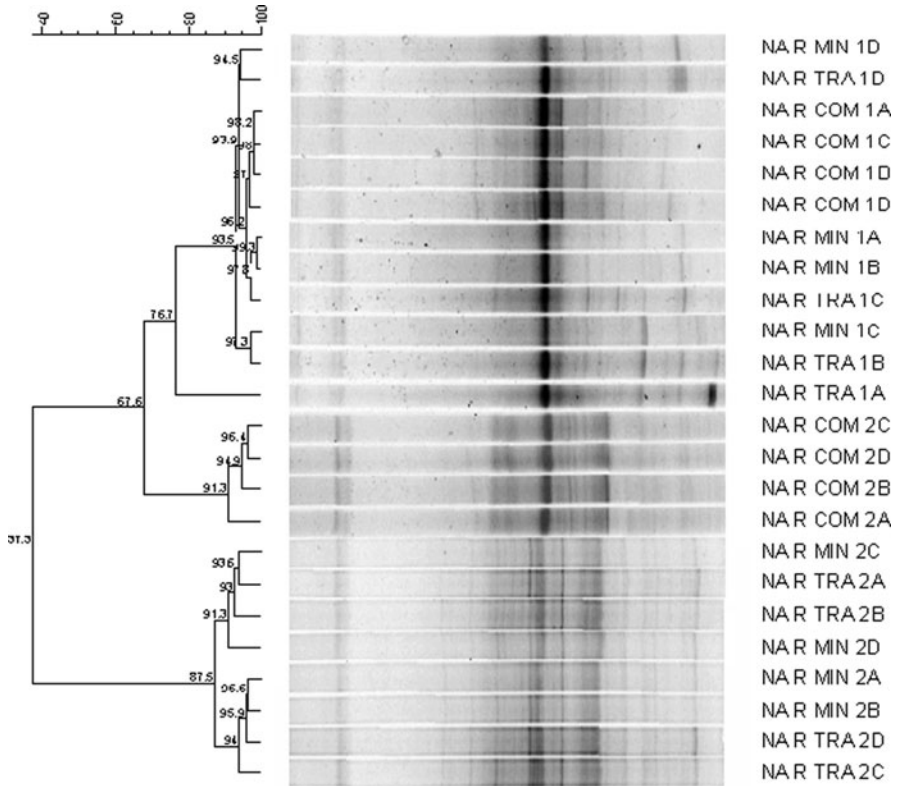 40 60 80 100
NAR MIN 1D
94.5
NAR TRA 1D
NAR COM 1A
98.2
NAR COM 1C
97.9 98
NAR COM 1D
97
NAR COM 1D
96.2
NAR MIN 1A
93.5 99.3
NAR MIN 1B
97.8
NAR TRA 1C
76.7
NAR MIN 1C
97.3
NAR TRA 1B
NAR TRA 1A
67.6
NAR COM 2C
96.4
NAR COM 2D
94.9
NAR COM 2B
91.3
NAR COM 2A
37.3
NAR MIN 2C
93.6
NAR TRA 2A
93
NAR TRA 2B
91.3
NAR MIN 2D
87.5
NAR MIN 2A
96.6
NAR MIN 2B
95.9
NAR TRA 2D
94
NAR TRA 2C